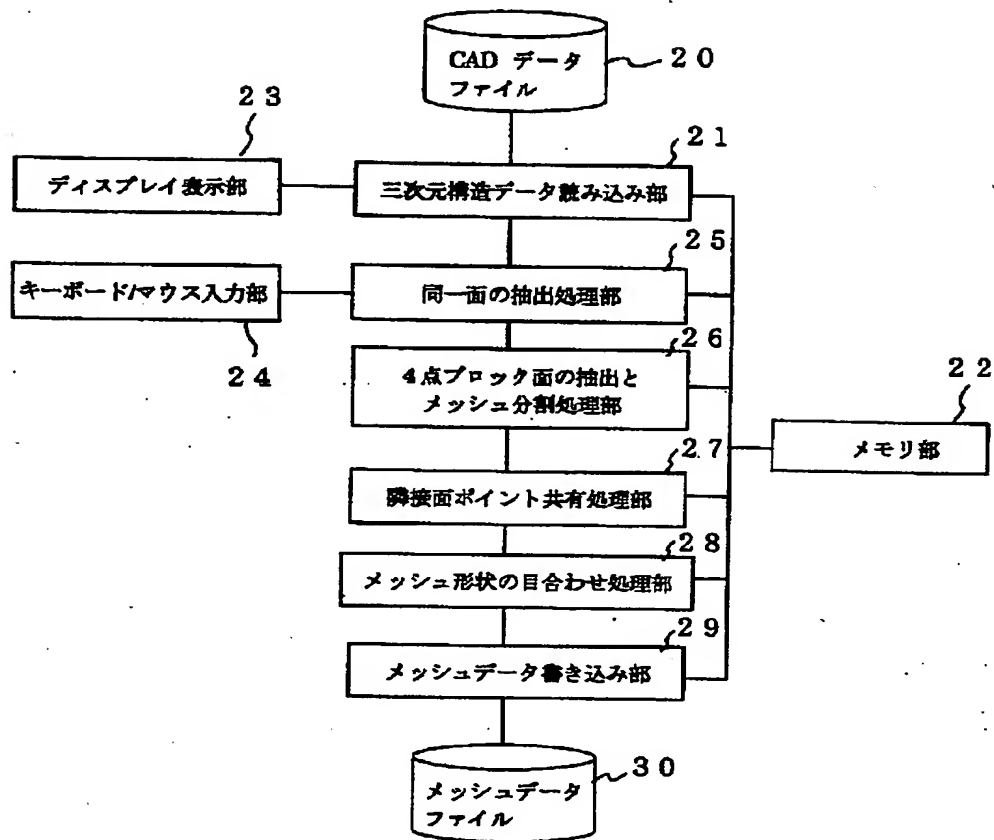 CAD データ
ファイル
20
23
21
ディスプレイ表示部
三次元構造データ読み込み部
25
キーボード/マウス入力部
同一面の抽出処理部
24
26
4点ブロック面の抽出と
メッシュ分割処理部
22
メモリ部
27
隣接面ポイント共有処理部
28
メッシュ形状の目合わせ処理部
29
メッシュデータ書き込み部
30
メッシュデータ
ファイル